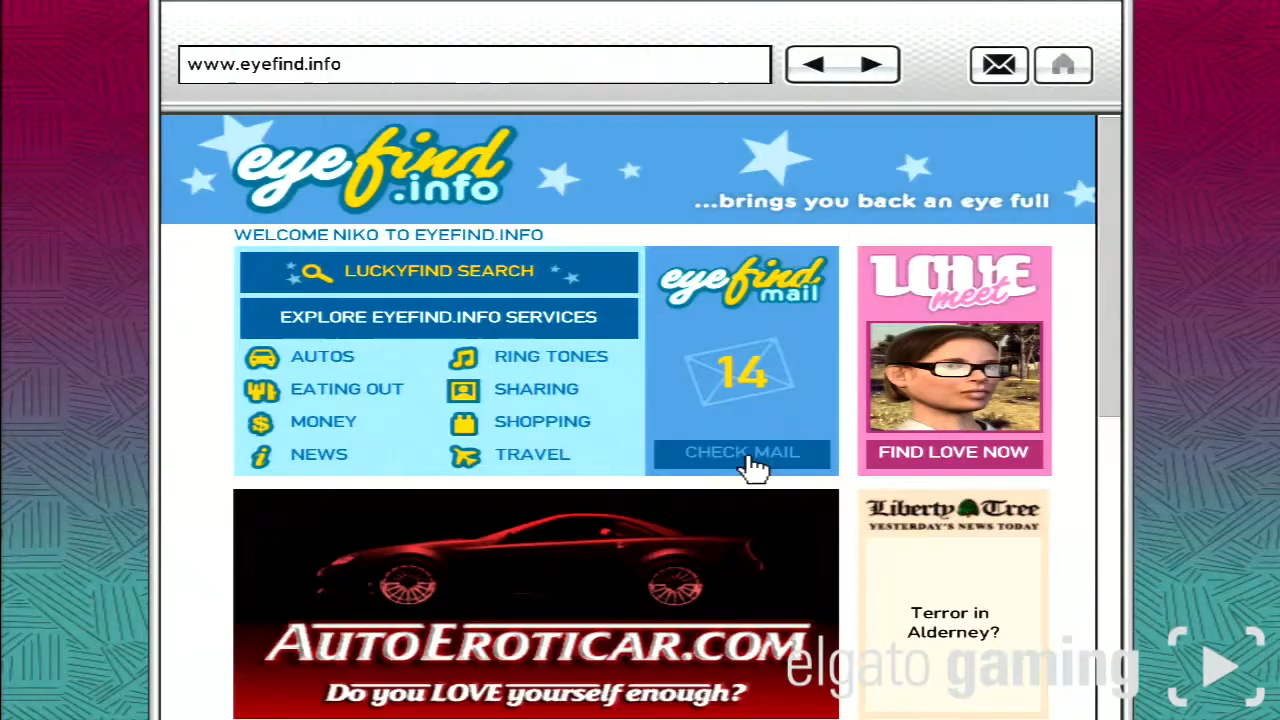 www.eyefind.info
eyefind
.info
...brings you back an eye full
WELCOME NIKO TO EYEFIND.INFO
LUCKYFIND SEARCH
EXPLORE EYEFIND.INFO SERVICES
AUTOS
RING TONES
EATING OUT
SHARING
MONEY
SHOPPING
NEWS
TRAVEL
eyefind
mail
14
CHECK MAIL
LOVE
meet
FIND LOVE NOW
AUTOEROTICAR.COM
Do you LOVE yourself enough?
Liberty Tree
YESTERDAY'S NEWS TODAY
Terror in
Alderney?
elgato gaming